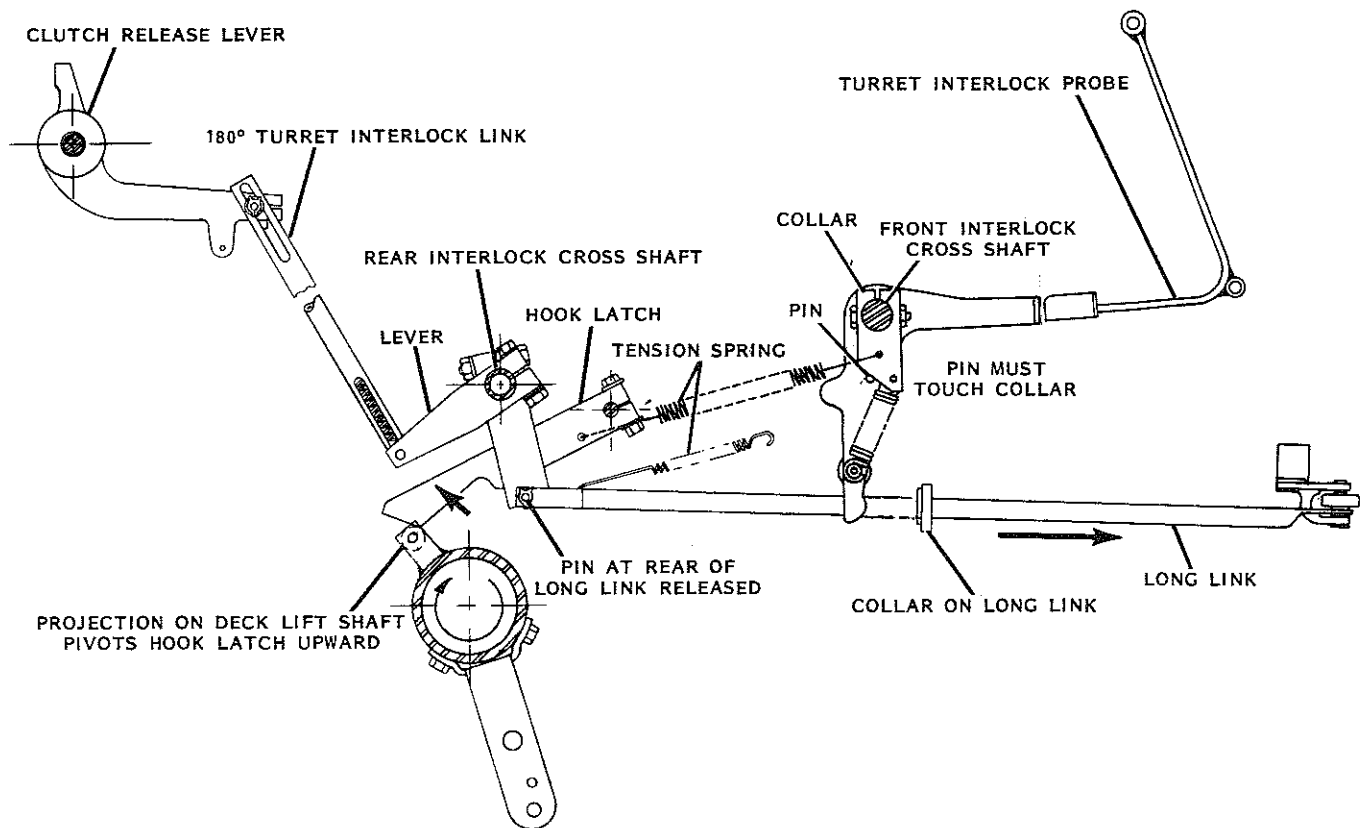 CLUTCH RELEASE LEVER
180° TURRET INTERLOCK LINK
TURRET INTERLOCK PROBE
COLLAR
FRONT INTERLOCK
CROSS SHAFT
REAR INTERLOCK CROSS SHAFT
HOOK LATCH
LEVER
TENSION SPRING
PIN
PIN MUST
TOUCH COLLAR
PIN AT REAR OF
LONG LINK RELEASED
LONG LINK
COLLAR ON LONG LINK
PROJECTION ON DECK LIFT SHAFT
PIVOTS HOOK LATCH UPWARD